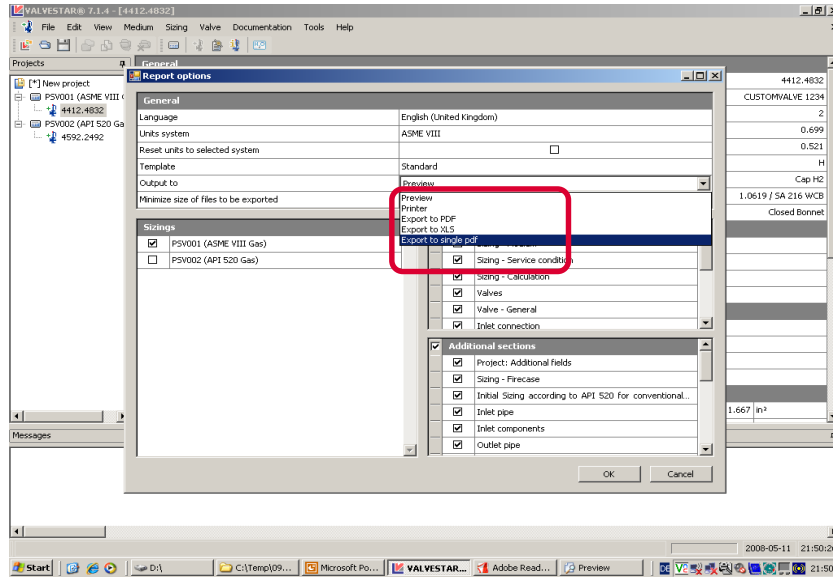 VALVESTAR® 7.1.4 - [4412.4832]
File Edit View Medium Sizing Valve Documentation Tools Help
Projects
General
[*] New project
PSV001 (ASME VIII
4412.4832
PSV002 (API 520 Ga
4592.2492
4412.4832
CUSTOMVALVE 1234
2
0.699
0.521
H
Cap H2
1.0619 / SA 216 WCB
Closed Bonnet
1.667 in²
Report options
General
Language English (United Kingdom)
Units system ASME VIII
Reset units to selected system
Template Standard
Output to Preview
Minimize size of files to be exported
Preview
Printer
Export to PDF
Export to XLS
Export to single pdf
Sizings
PSV001 (ASME VIII Gas)
PSV002 (API 520 Gas)
Sizing - Service condition
Sizing - Calculation
Valves
Valve - General
Inlet connection
Additional sections
Project: Additional fields
Sizing - Firecase
Initial Sizing according to API 520 for conventional...
Inlet pipe
Inlet components
Outlet pipe
OK Cancel
Messages
2008-05-11 21:50:20
Start D:\ C:\Temp\09... Microsoft Po... VALVESTAR... Adobe Read... Preview DE 21:50